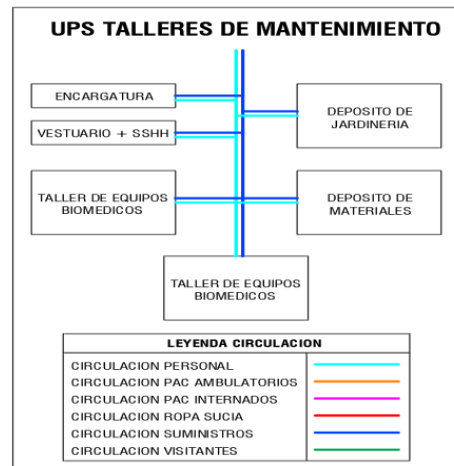 UPS TALLERES DE MANTENIMIENTO
ENCARGATURA
VESTUARIO + SSHH
DEPOSITO DE
JARDINERIA
TALLER DE EQUIPOS
BIOMEDICOS
DEPOSITO DE
MATERIALES
TALLER DE EQUIPOS
BIOMEDICOS
LEYENDA CIRCULACION
CIRCULACION PERSONAL
CIRCULACION PAC AMBULATORIOS
CIRCULACION PAC INTERNADOS
CIRCULACION ROPA SUCIA
CIRCULACION SUMINISTROS
CIRCULACION VISITANTES